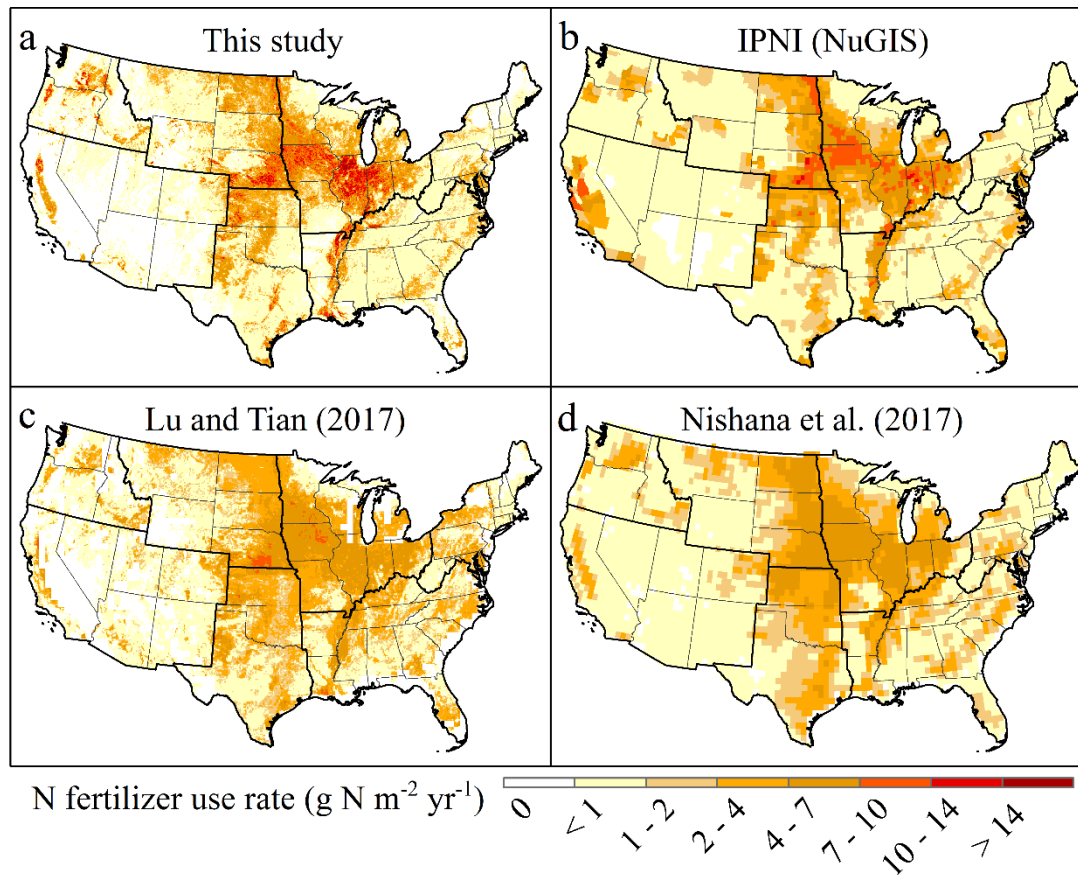 a
This study
b
IPNI (NuGIS)
c
Lu and Tian (2017)
d
Nishana et al. (2017)
N fertilizer use rate (g N m⁻² yr⁻¹)
0
< 1
1 - 2
2 - 4
4 - 7
7 - 10
10 - 14
> 14